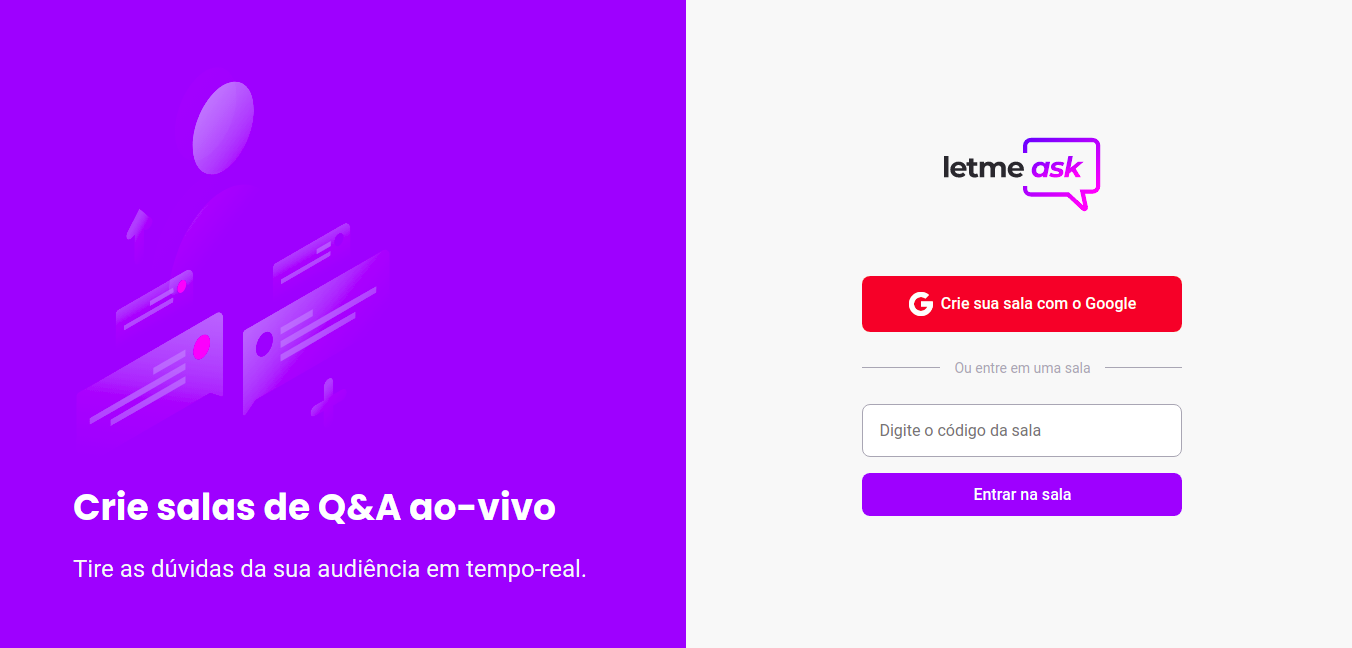 Crie salas de Q&A ao-vivo
Tire as dúvidas da sua audiência em tempo-real.
letme ask
Crie sua sala com o Google
Ou entre em uma sala
Digite o código da sala
Entrar na sala